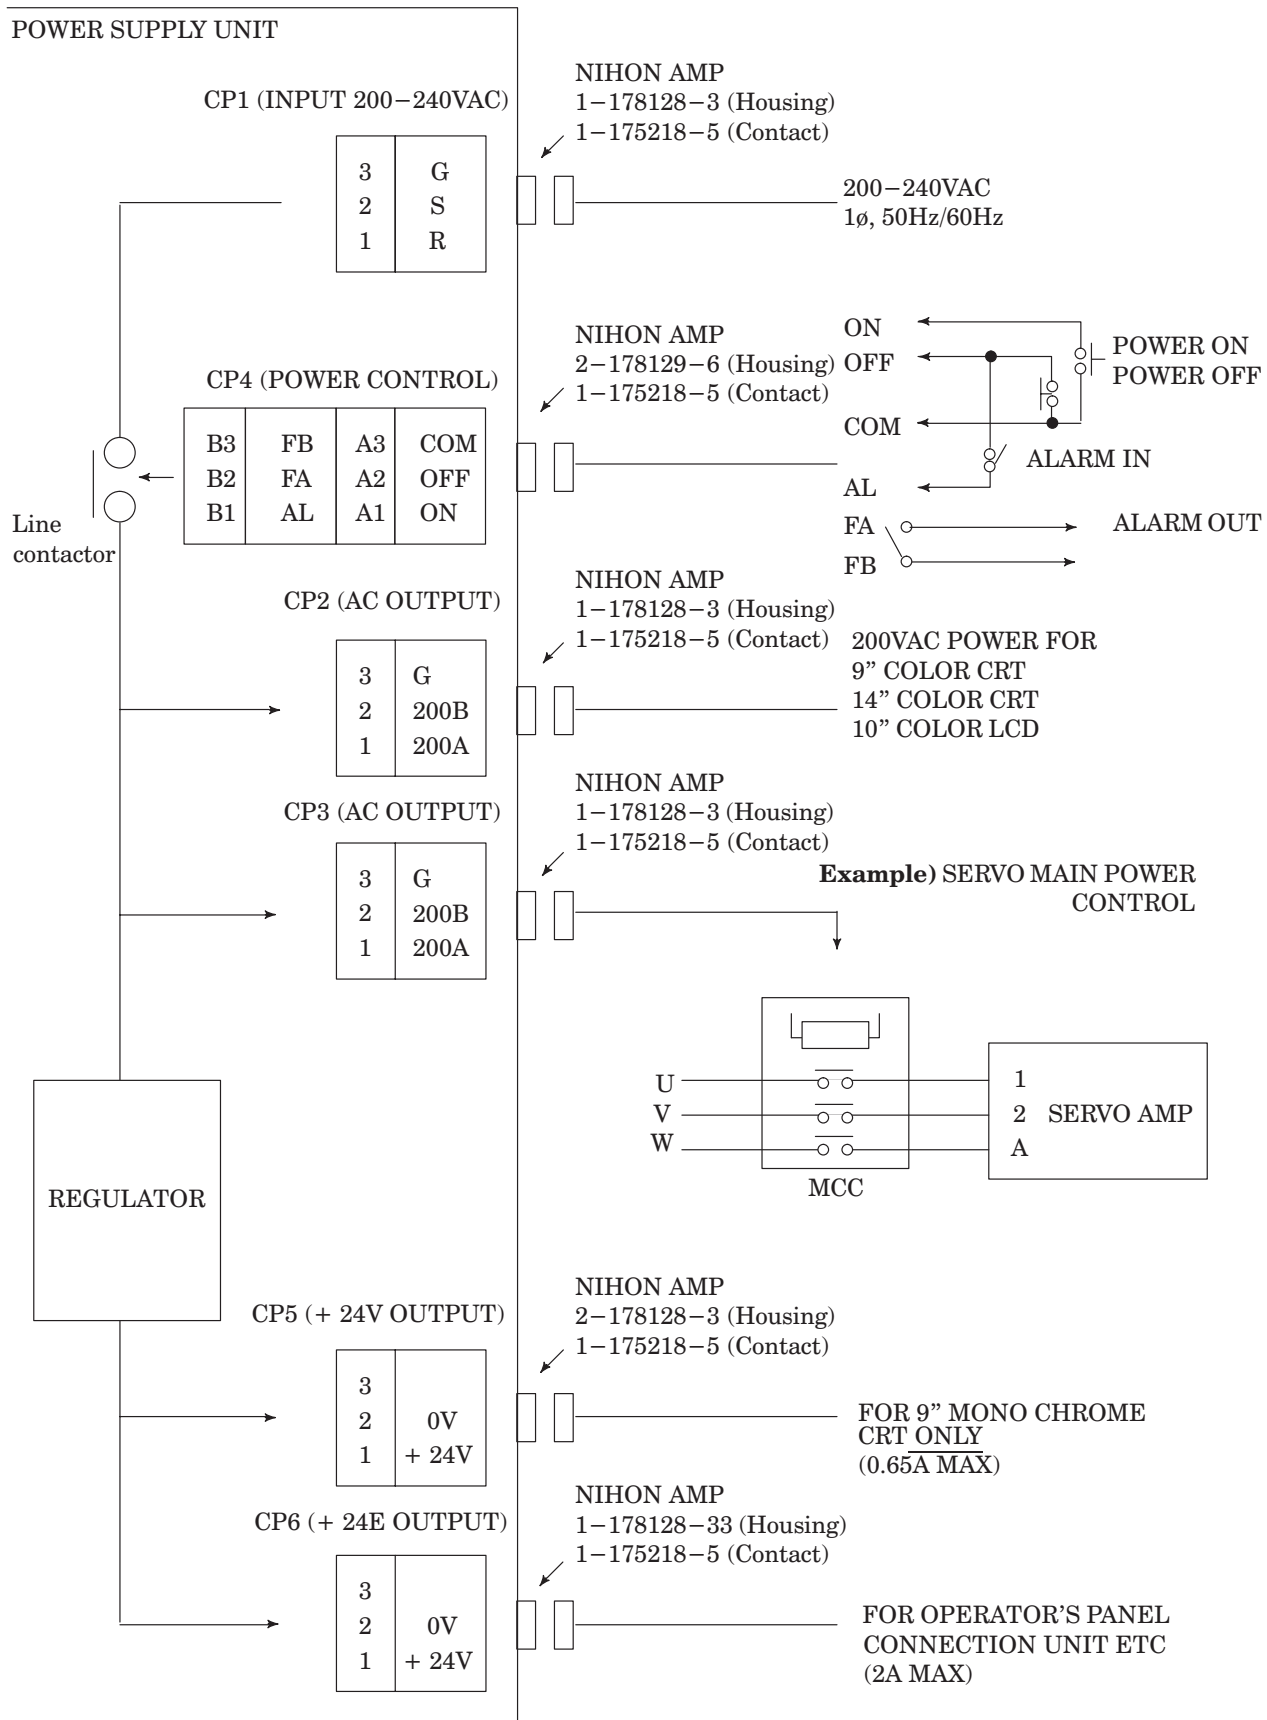 POWER SUPPLY UNIT
NIHON AMP
1−178128−3 (Housing)
1−175218−5 (Contact)
CP1 (INPUT 200−240VAC)
3 G
2 S
1 R
200−240VAC
1ø, 50Hz/60Hz
NIHON AMP
2−178129−6 (Housing)
1−175218−5 (Contact)
ON
OFF
COM
AL
FA
FB
POWER ON
POWER OFF
ALARM IN
ALARM OUT
CP4 (POWER CONTROL)
B3 FB A3 COM
B2 FA A2 OFF
B1 AL A1 ON
Line
contactor
NIHON AMP
1−178128−3 (Housing)
1−175218−5 (Contact)
CP2 (AC OUTPUT)
3 G
2 200B
1 200A
200VAC POWER FOR
9” COLOR CRT
14” COLOR CRT
10” COLOR LCD
NIHON AMP
1−178128−3 (Housing)
1−175218−5 (Contact)
CP3 (AC OUTPUT)
3 G
2 200B
1 200A
Example) SERVO MAIN POWER
CONTROL
U
V
W
MCC
1
2 SERVO AMP
A
REGULATOR
NIHON AMP
2−178128−3 (Housing)
1−175218−5 (Contact)
CP5 (+ 24V OUTPUT)
3
2 0V
1 + 24V
FOR 9” MONO CHROME
CRT ONLY
(0.65A MAX)
NIHON AMP
1−178128−33 (Housing)
1−175218−5 (Contact)
CP6 (+ 24E OUTPUT)
3
2 0V
1 + 24V
FOR OPERATOR’S PANEL
CONNECTION UNIT ETC
(2A MAX)